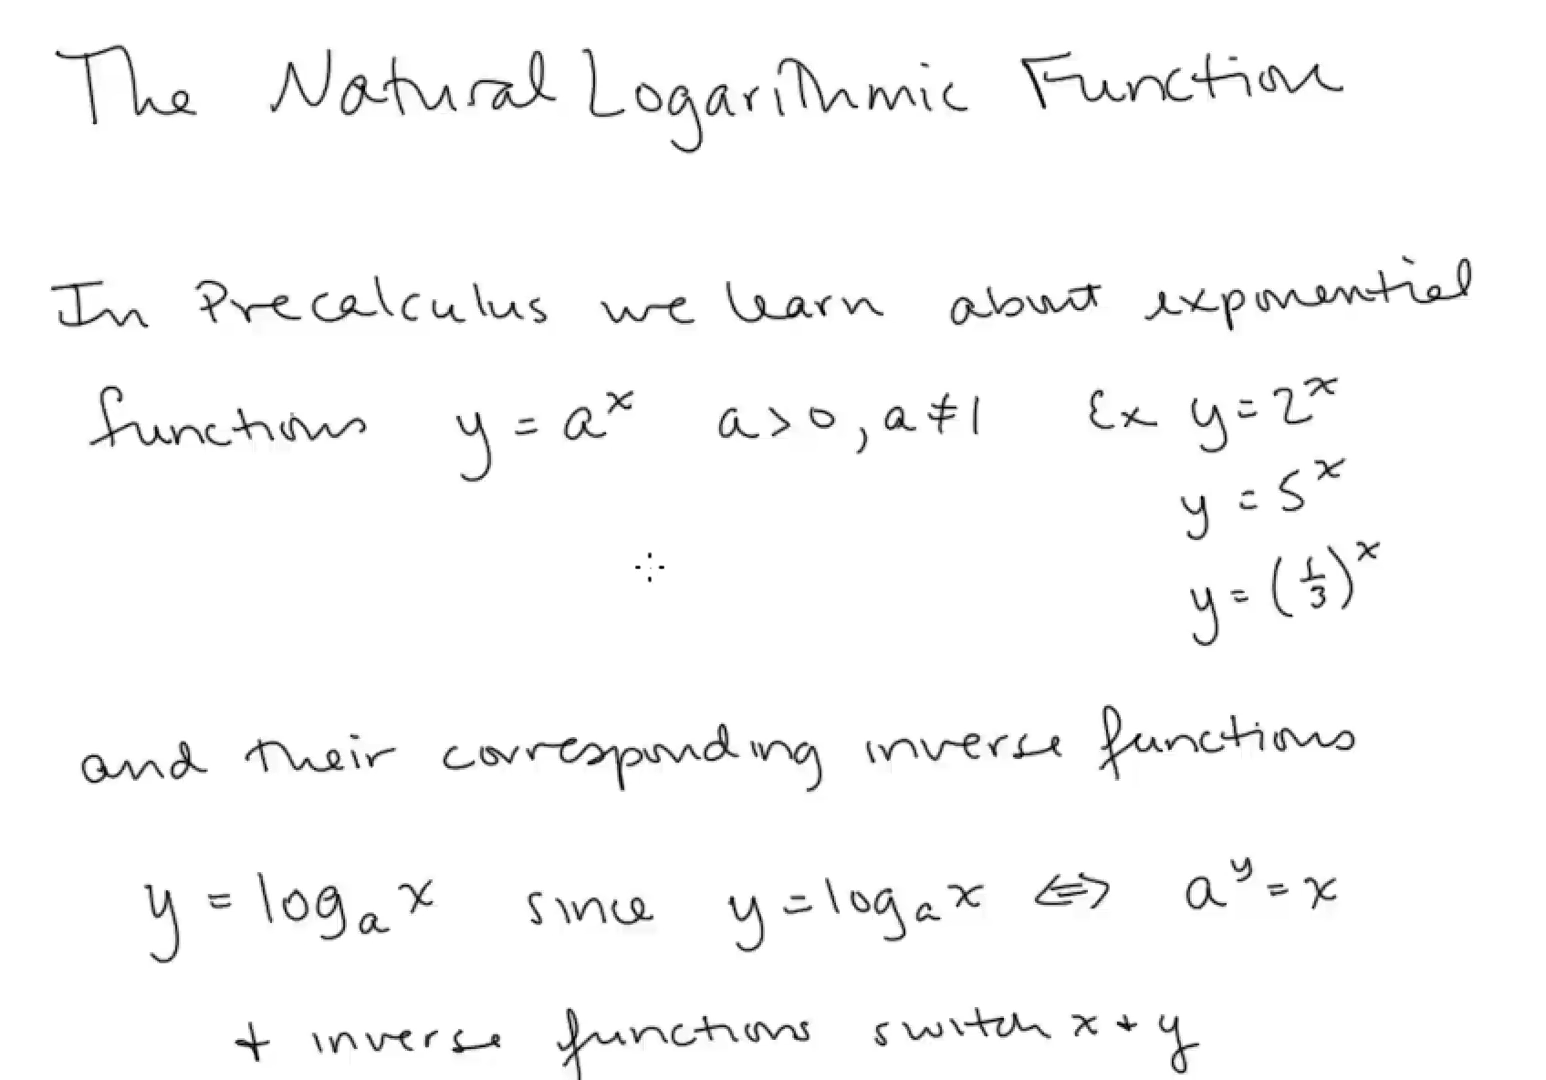 The Natural Logarithmic Function
In Precalculus we learn about exponential
functions y = a^x a > 0, a ≠ 1 Ex y = 2^x
y = 5^x
y = (1/3)^x
and their corresponding inverse functions
y = log_a x since y = log_a x ⇔ a^y = x
+ inverse functions switch x + y